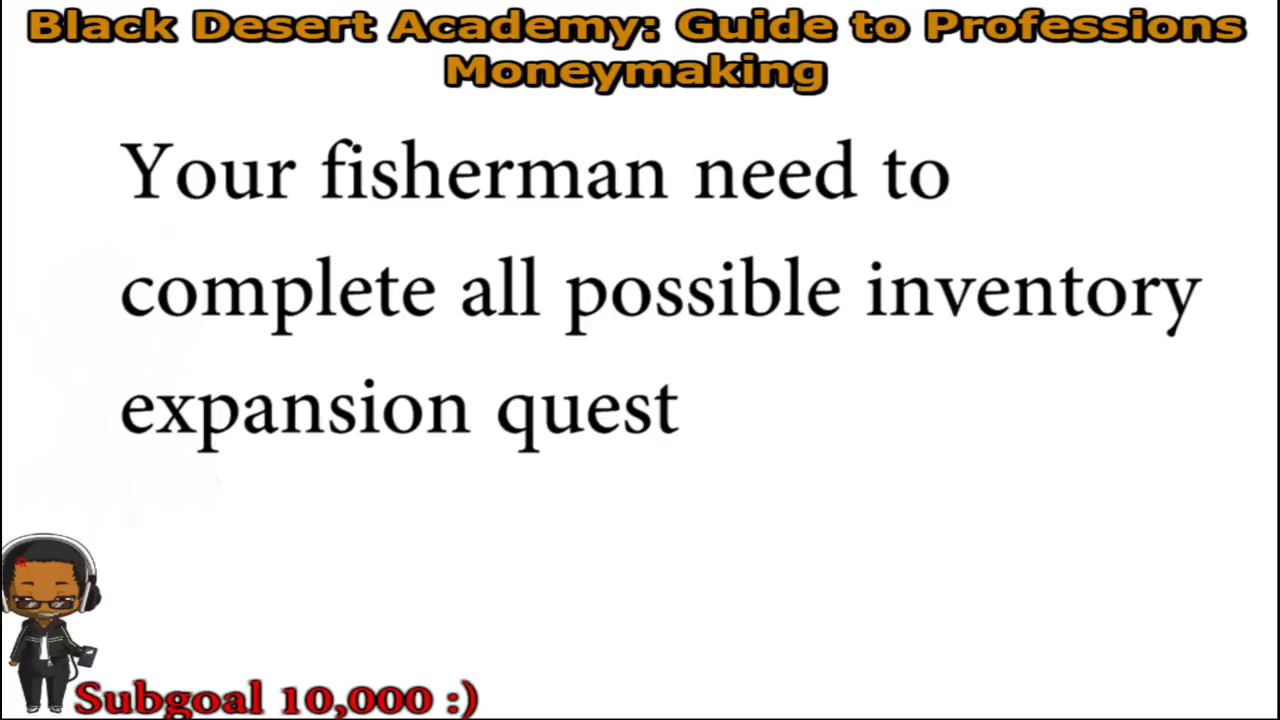 Black Desert Academy: Guide to Professions
Moneymaking
Your fisherman need to
complete all possible inventory
expansion quest
Subgoal 10,000 :)